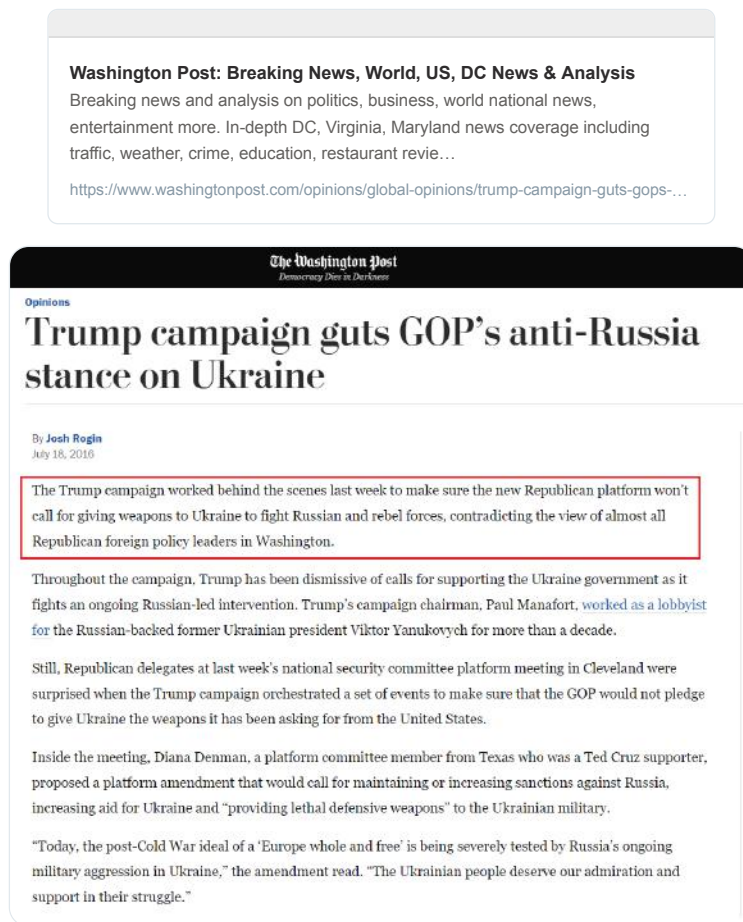 Washington Post: Breaking News, World, US, DC News & Analysis
Breaking news and analysis on politics, business, world national news,
entertainment more. In-depth DC, Virginia, Maryland news coverage including
traffic, weather, crime, education, restaurant revie…
https://www.washingtonpost.com/opinions/global-opinions/trump-campaign-guts-gops-…
The Washington Post
Democracy Dies in Darkness
Opinions
Trump campaign guts GOP's anti-Russia
stance on Ukraine
By Josh Rogin
July 18, 2016
The Trump campaign worked behind the scenes last week to make sure the new Republican platform won't
call for giving weapons to Ukraine to fight Russian and rebel forces, contradicting the view of almost all
Republican foreign policy leaders in Washington.
Throughout the campaign, Trump has been dismissive of calls for supporting the Ukraine government as it
fights an ongoing Russian-led intervention. Trump's campaign chairman, Paul Manafort, worked as a lobbyist
for the Russian-backed former Ukrainian president Viktor Yanukovych for more than a decade.
Still, Republican delegates at last week's national security committee platform meeting in Cleveland were
surprised when the Trump campaign orchestrated a set of events to make sure that the GOP would not pledge
to give Ukraine the weapons it has been asking for from the United States.
Inside the meeting, Diana Denman, a platform committee member from Texas who was a Ted Cruz supporter,
proposed a platform amendment that would call for maintaining or increasing sanctions against Russia,
increasing aid for Ukraine and "providing lethal defensive weapons" to the Ukrainian military.
"Today, the post-Cold War ideal of a 'Europe whole and free' is being severely tested by Russia's ongoing
military aggression in Ukraine," the amendment read. "The Ukrainian people deserve our admiration and
support in their struggle."